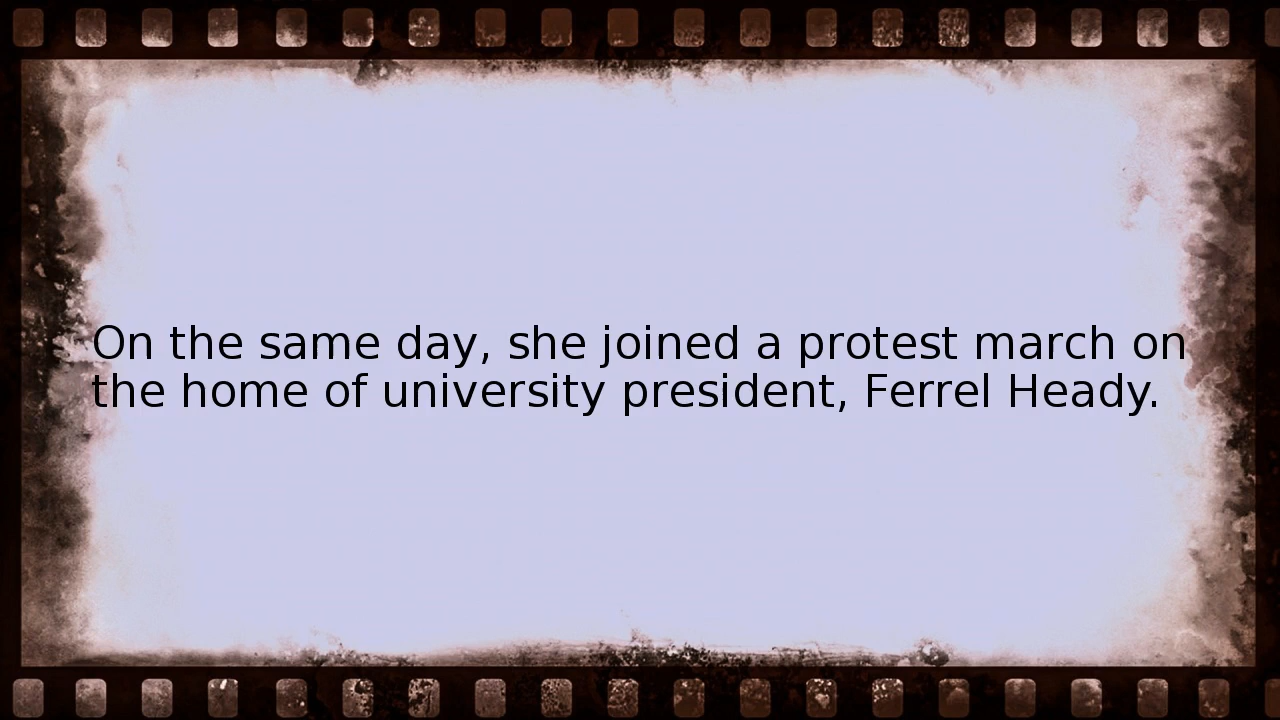 On the same day, she joined a protest march on
the home of university president, Ferrel Heady.